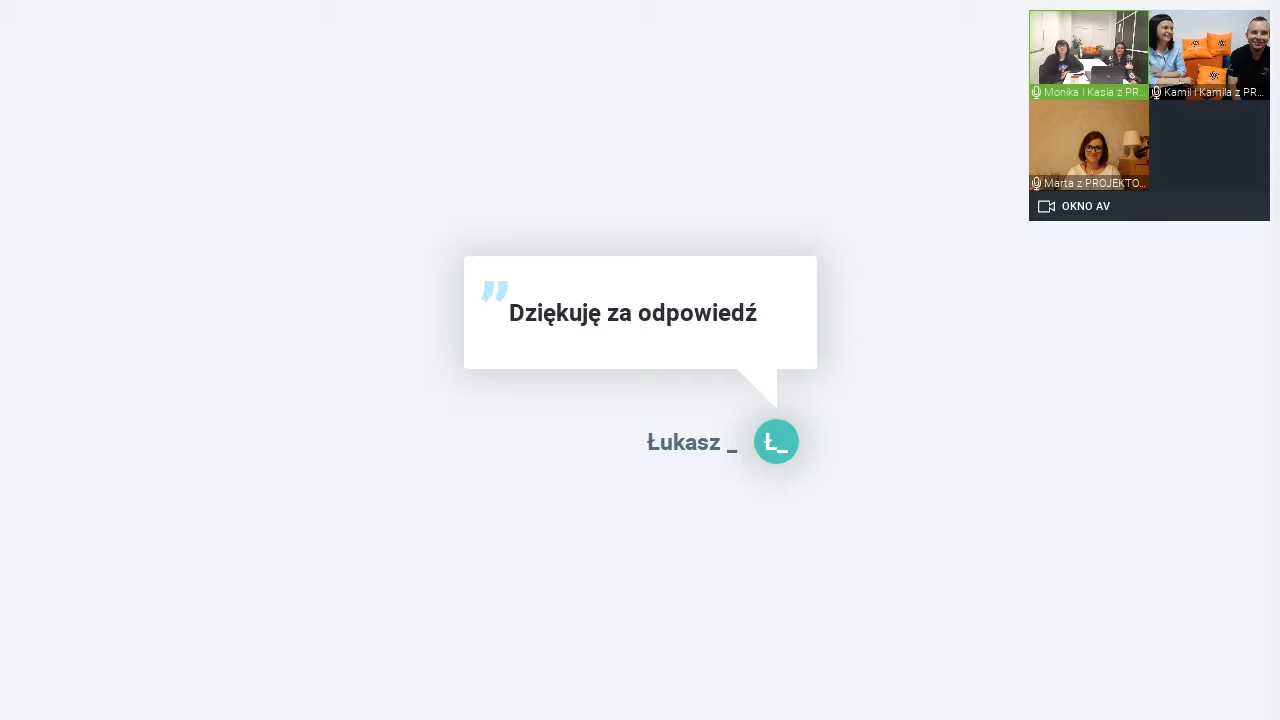 Monika i Kasia z PR...
Kamil i Kamila z PR...
Marta z PROJEKTO...
OKNO AV
”
Dziękuję za odpowiedź
Łukasz _
Ł_